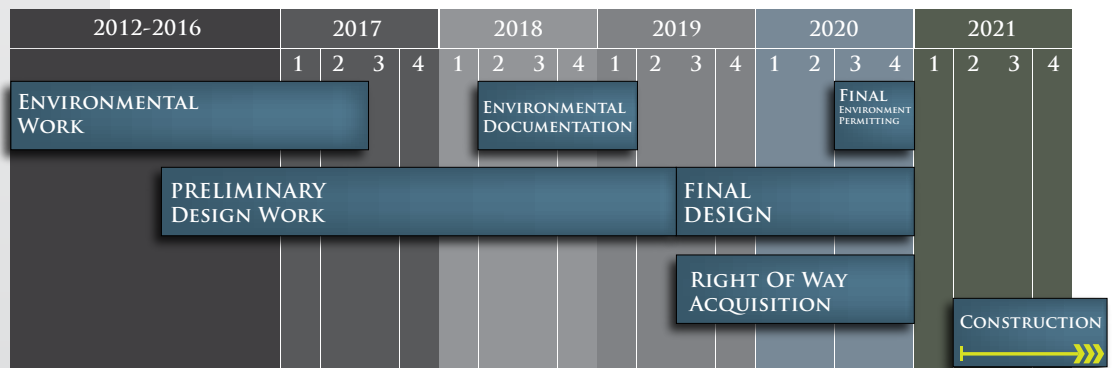 2012-2016 2017 2018 2019 2020 2021
1 2 3 4 1 2 3 4 1 2 3 4 1 2 3 4 1 2 3 4
Environmental
Work
Environmental
Documentation
Final
Environment
Permitting
PRELIMINARY
Design Work
FINAL
DESIGN
Right Of Way
Acquisition
Construction